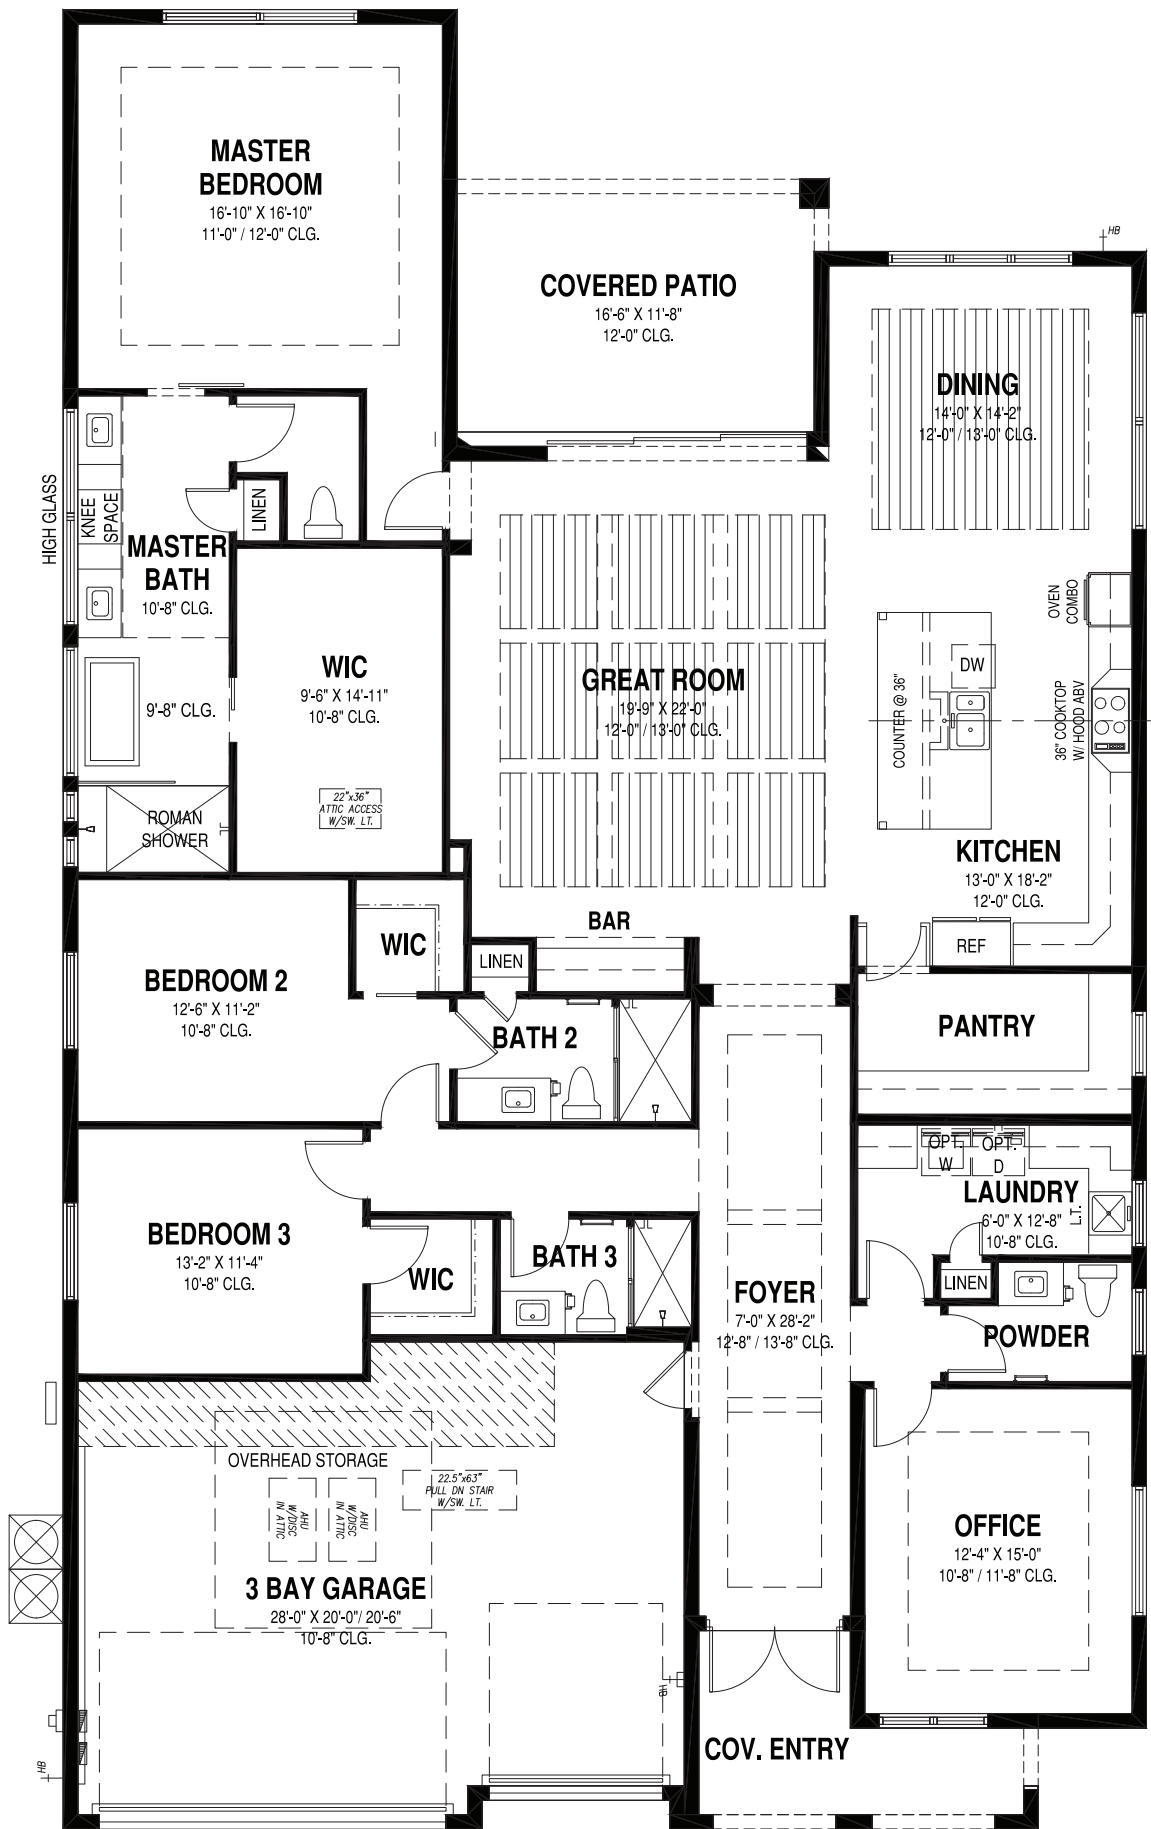 MASTER
BEDROOM
16'-10" X 16'-10"
11'-0" / 12'-0" CLG.
COVERED PATIO
16'-6" X 11'-8"
12'-0" CLG.
HB
DINING
14'-0" X 14'-2"
12'-0" / 13'-0" CLG.
HIGH GLASS
KNEE
SPACE
LINEN
MASTER
BATH
10'-8" CLG.
9'-8" CLG.
ROMAN
SHOWER
WIC
9'-6" X 14'-11"
10'-8" CLG.
22"x36"
ATTIC ACCESS
W/SW. LT.
GREAT ROOM
19'-9" X 22'-0"
12'-0" / 13'-0" CLG.
OVEN
COMBO
DW
COUNTER @ 36"
36" COOKTOP
W/ HOOD ABV
KITCHEN
13'-0" X 18'-2"
12'-0" CLG.
REF
BAR
LINEN
WIC
BEDROOM 2
12'-6" X 11'-2"
10'-8" CLG.
BATH 2
PANTRY
OPT.
W
OPT.
D
LAUNDRY
6'-0" X 12'-8"
10'-8" CLG.
L.T.
LINEN
POWDER
BEDROOM 3
13'-2" X 11'-4"
10'-8" CLG.
WIC
BATH 3
FOYER
7'-0" X 28'-2"
12'-8" / 13'-8" CLG.
OVERHEAD STORAGE
22.5"x63"
PULL DN STAIR
W/SW. LT.
AHU
W/DISC
IN ATTIC
AHU
W/DISC
IN ATTIC
3 BAY GARAGE
28'-0" X 20'-0"/ 20'-6"
10'-8" CLG.
OFFICE
12'-4" X 15'-0"
10'-8" / 11'-8" CLG.
HB
COV. ENTRY
HB